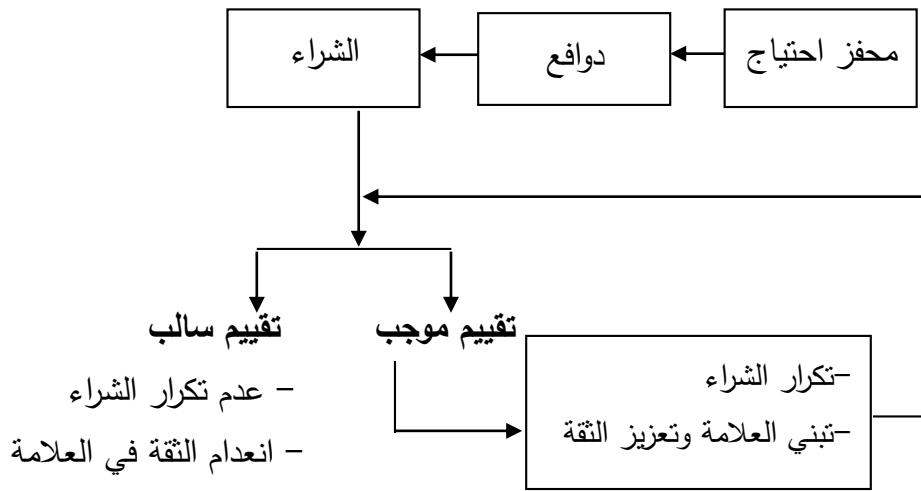 محفز احتياج
دوافع
الشراء
تقييم موجب
تقييم سالب
-تكرار الشراء
-تبني العلامة وتعزيز الثقة
- عدم تكرار الشراء
- انعدام الثقة في العلامة